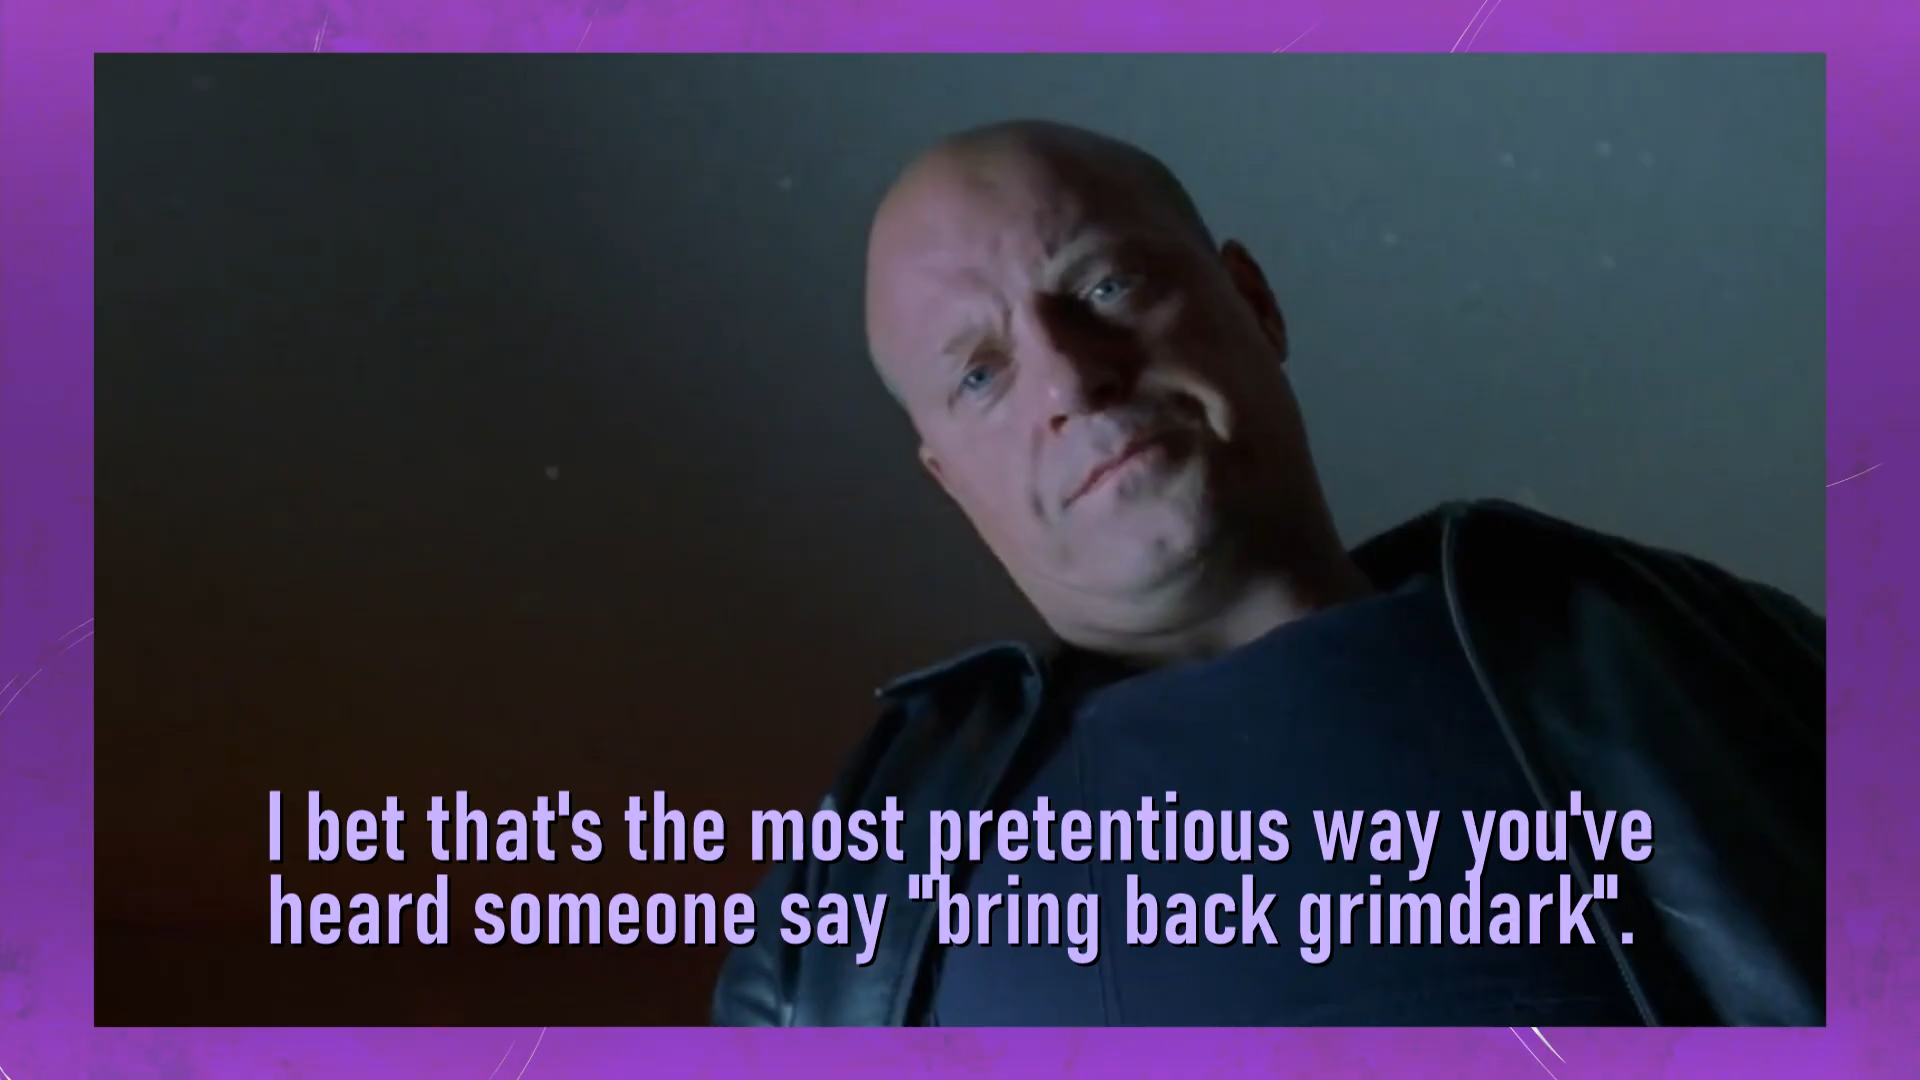 I bet that's the most pretentious way you've
heard someone say "bring back grimdark".